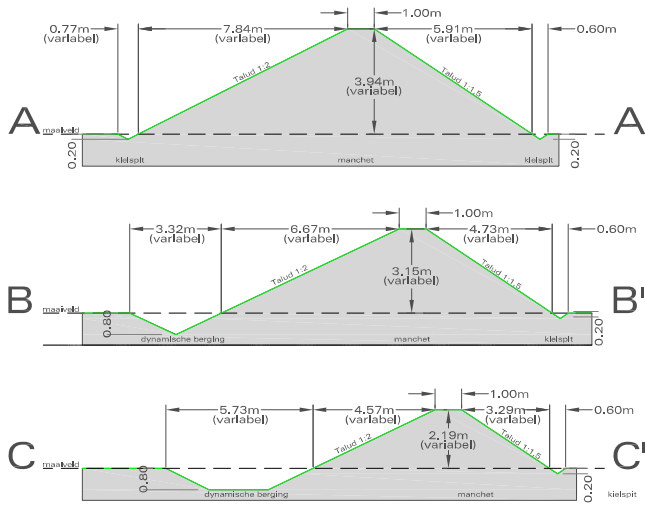 1.00m
0.77m
(variabel)
7.84m
(variabel)
5.91m
(variabel)
0.60m
Talud 1:2
3.94m
(variabel)
Talud 1:1,5
A
maaiveld
A
0.20
kielspit
manchet
kielspit
0.20
1.00m
3.32m
(variabel)
6.67m
(variabel)
4.73m
(variabel)
0.60m
Talud 1:2
3.15m
(variabel)
Talud 1:1,5
B
maaiveld
B'
0.80
dynamische berging
manchet
kielspit
0.20
1.00m
5.73m
(variabel)
4.57m
(variabel)
3.29m
(variabel)
0.60m
Talud 1:2
2.19m
(variabel)
Talud 1:1,5
C
maaiveld
C'
0.80
dynamische berging
manchet
0.20
kielspit